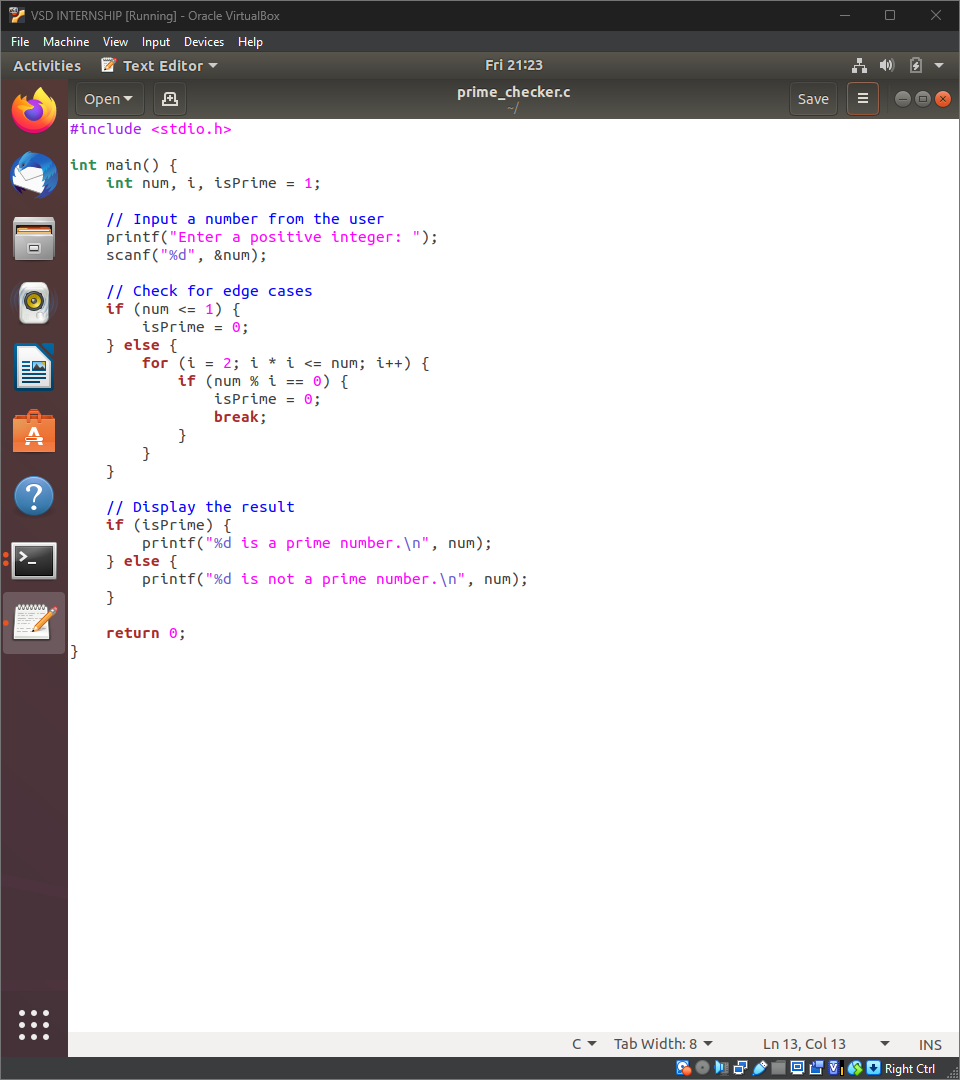 VSD INTERNSHIP [Running] - Oracle VirtualBox
File Machine View Input Devices Help
Activities Text Editor Fri 21:23
Open prime_checker.c Save
~/
#include <stdio.h>

int main() {
    int num, i, isPrime = 1;

    // Input a number from the user
    printf("Enter a positive integer: ");
    scanf("%d", &num);

    // Check for edge cases
    if (num <= 1) {
        isPrime = 0;
    } else {
        for (i = 2; i * i <= num; i++) {
            if (num % i == 0) {
                isPrime = 0;
                break;
            }
        }
    }

    // Display the result
    if (isPrime) {
        printf("%d is a prime number.\n", num);
    } else {
        printf("%d is not a prime number.\n", num);
    }

    return 0;
}
C Tab Width: 8 Ln 13, Col 13 INS
Right Ctrl